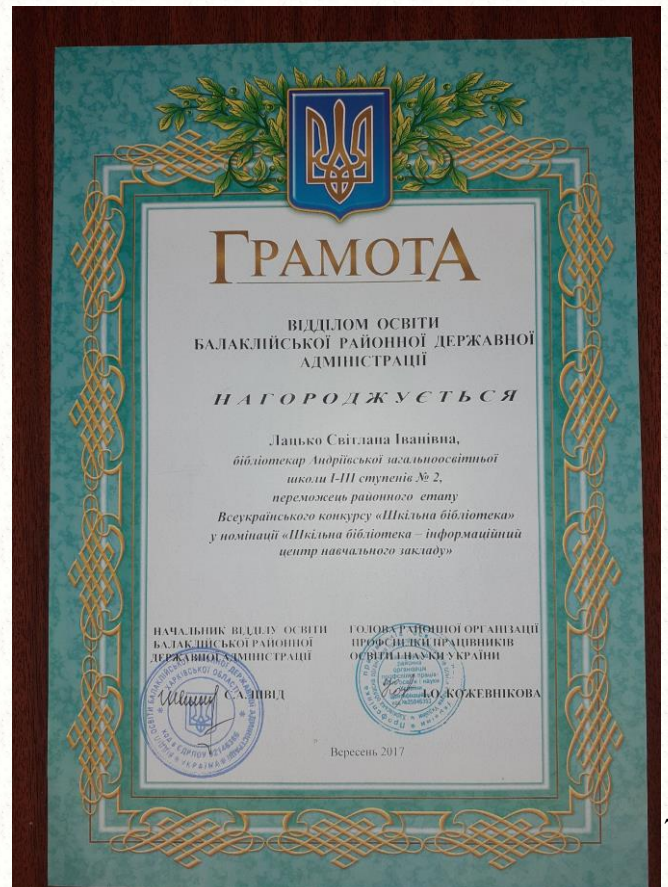 ГРАМОТА
ВІДДІЛОМ ОСВІТИ
БАЛАКЛІЙСЬКОЇ РАЙОННОЇ ДЕРЖАВНОЇ
АДМІНІСТРАЦІЇ
НАГОРОДЖУЄТЬСЯ
Лацько Світлана Іванівна,
бібліотекар Андріївської загальноосвітньої
школи І-ІІІ ступенів № 2,
переможець районного етапу
Всеукраїнського конкурсу «Шкільна бібліотека»
у номінації «Шкільна бібліотека – інформаційний
центр навчального закладу»
НАЧАЛЬНИК ВІДДІЛУ ОСВІТИ
БАЛАКЛІЙСЬКОЇ РАЙОННОЇ
ДЕРЖАВНОЇ АДМІНІСТРАЦІЇ
ШВІД
ГОЛОВА РАЙОННОЇ ОРГАНІЗАЦІЇ
ПРОФСПІЛКИ ПРАЦІВНИКІВ
ОСВІТИ І НАУКИ УКРАЇНИ
І.О. КОЖЕВНІКОВА
Вересень 2017